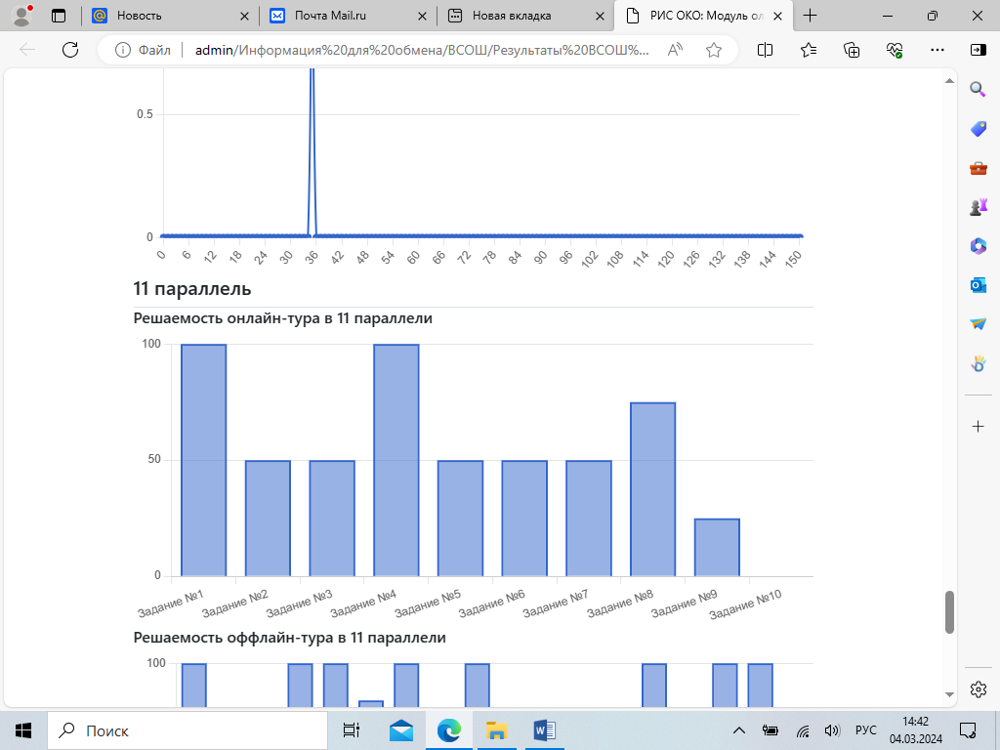 Новость
Почта Mail.ru
Новая вкладка
РИС ОКО: Модуль ол
Файл
admin/Информация%20для%20обмена/ВСОШ/Результаты%20ВСОШ%...
0.5
0
0 6 12 18 24 30 36 42 48 54 60 66 72 78 84 90 96 102 108 114 120 126 132 138 144 150
11 параллель
Решаемость онлайн-тура в 11 параллели
100
50
0
Задание №1 Задание №2 Задание №3 Задание №4 Задание №5 Задание №6 Задание №7 Задание №8 Задание №9 Задание №10
Решаемость оффлайн-тура в 11 параллели
100
Поиск
РУС
14:42
04.03.2024